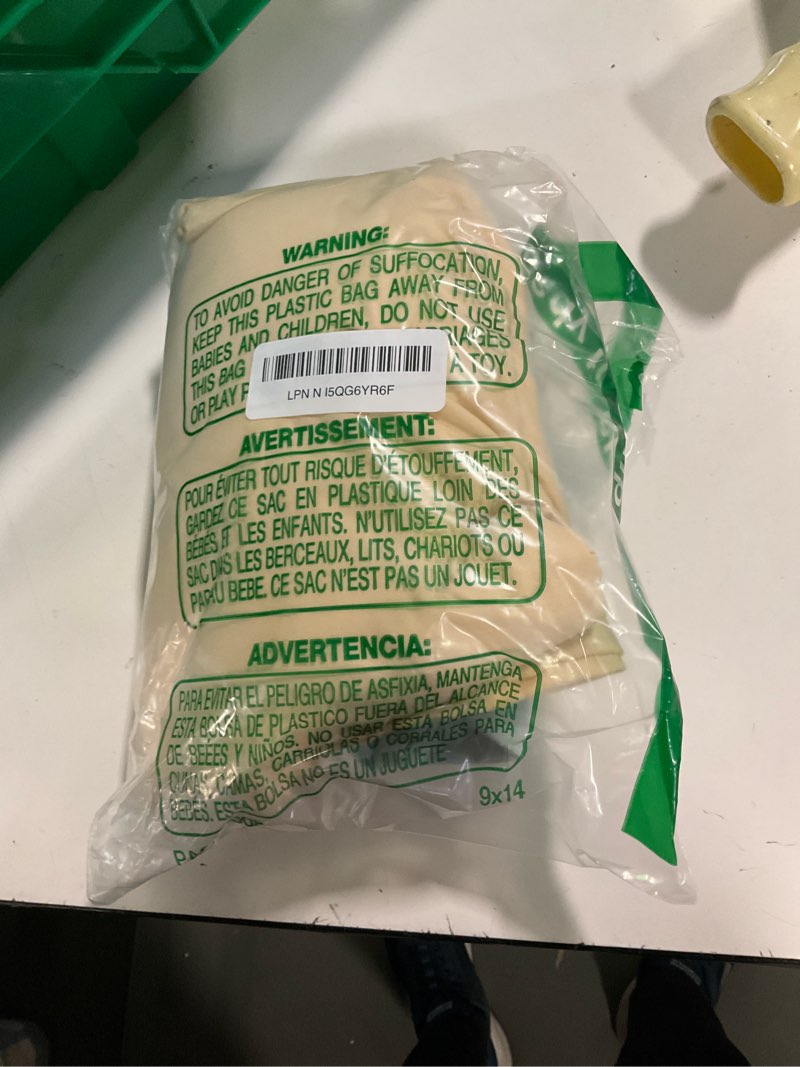 WARNING:
TO AVOID DANGER OF SUFFOCATION,
KEEP THIS PLASTIC BAG AWAY FROM
BABIES AND CHILDREN, DO NOT USE
THIS BAG RIAGES
OR PLAY P A TOY.
LPN N I5QG6YR6F
AVERTISSEMENT:
POUR ÉVITER TOUT RISQUE D'ÉTOUFFEMENT,
GARDEZ CE SAC EN PLASTIQUE LOIN DES
BÉBÉS ET LES ENFANTS. N'UTILISEZ PAS CE
SAC DANS LES BERCEAUX, LITS, CHARIOTS OU
BEBE. CE SAC N'EST PAS UN JOUET.
ADVERTENCIA:
PARA EVITAR EL PELIGRO DE ASFIXIA, MANTENGA
ESTA BOLSA DE PLÁSTICO FUERA DEL ALCANCE
DE BEBES Y NIÑOS. NO USAR ESTA BOLSA EN
CUNAS, CAMAS, CARRIOLAS O CORRALES PARA
BEBÉS. ESTA BOLSA NO ES UN JUGUETE
9x14